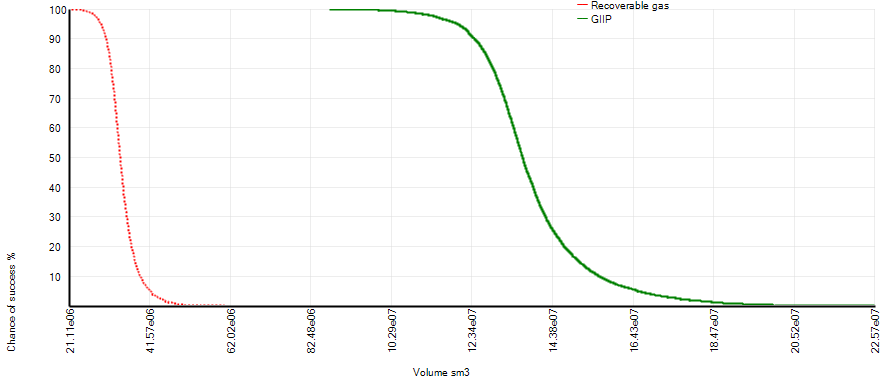 Recoverable gas
GIIP
100
90
80
70
60
50
40
30
20
10
Chance of success %
21.11e06
41.57e06
62.02e06
82.48e06
10.29e07
12.34e07
14.38e07
16.43e07
18.47e07
20.52e07
22.57e07
Volume sm3